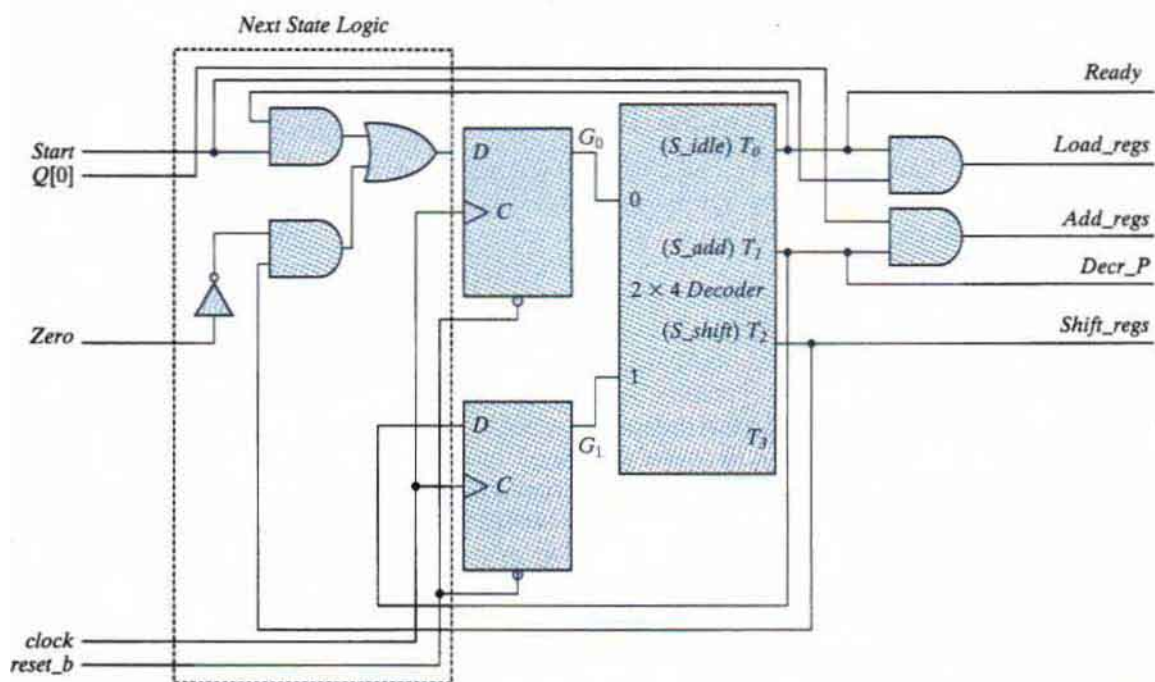 Next State Logic
Ready
Start
Q[0]
D
G₀
(S_idle) T₀
Load_regs
C
0
Add_regs
(S_add) T₁
Decr_P
2 × 4 Decoder
Zero
(S_shift) T₂
Shift_regs
1
D
G₁
T₃
C
clock
reset_b